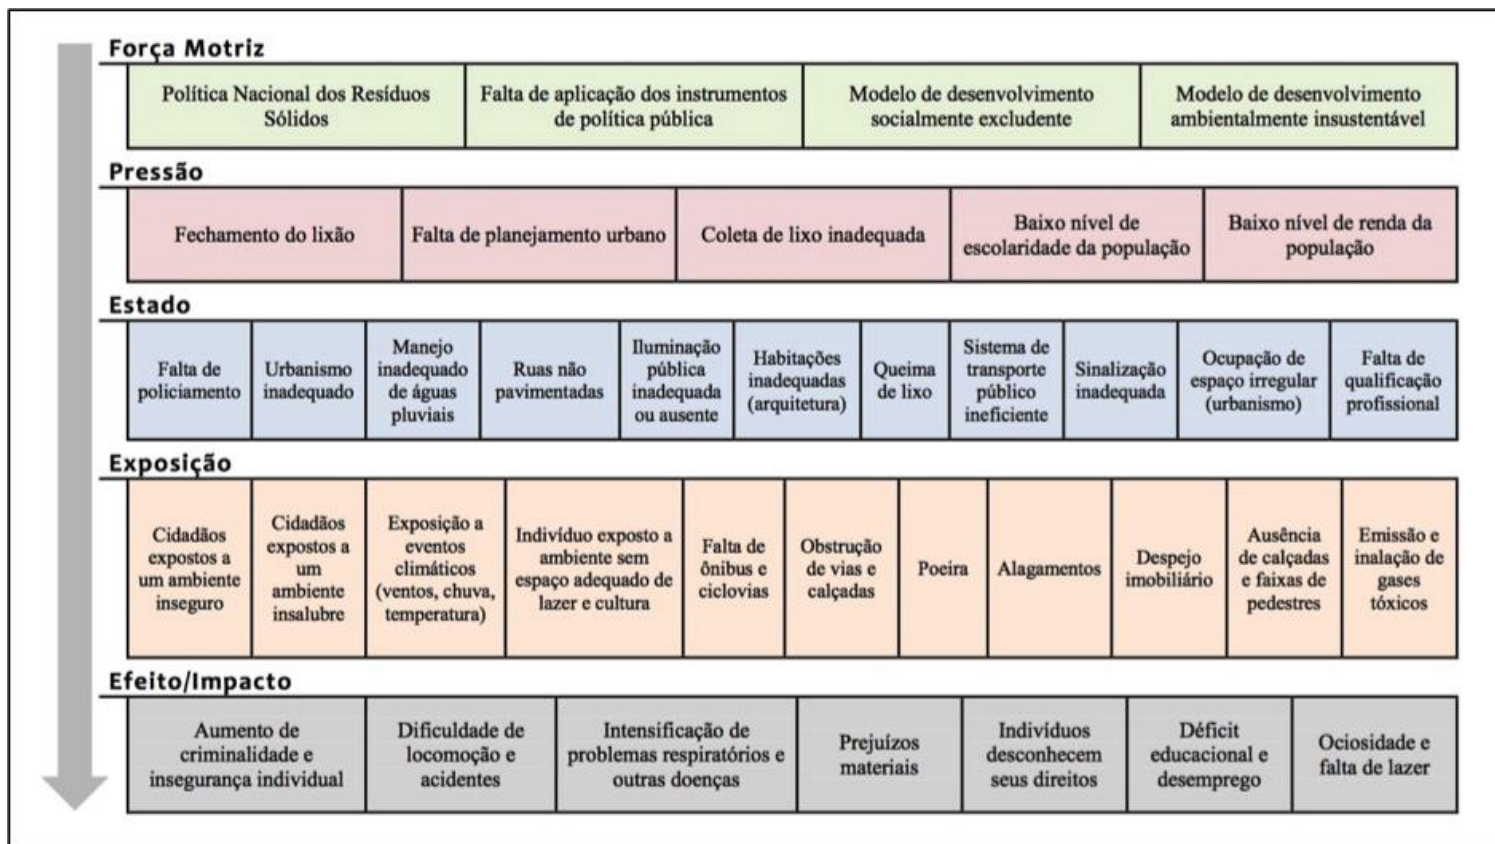 Força Motriz
Política Nacional dos Resíduos
Sólidos
Falta de aplicação dos instrumentos
de política pública
Modelo de desenvolvimento
socialmente excludente
Modelo de desenvolvimento
ambientalmente insustentável
Pressão
Fechamento do lixão
Falta de planejamento urbano
Coleta de lixo inadequada
Baixo nível de
escolaridade da população
Baixo nível de renda da
população
Estado
Falta de
policiamento
Urbanismo
inadequado
Manejo
inadequado
de águas
pluviais
Ruas não
pavimentadas
Iluminação
pública
inadequada
ou ausente
Habitações
inadequadas
(arquitetura)
Queima
de lixo
Sistema de
transporte
público
ineficiente
Sinalização
inadequada
Ocupação de
espaço irregular
(urbanismo)
Falta de
qualificação
profissional
Exposição
Cidadãos
expostos a
um ambiente
inseguro
Cidadãos
expostos a
um
ambiente
insalubre
Exposição a
eventos
climáticos
(ventos, chuva,
temperatura)
Indivíduo exposto a
ambiente sem
espaço adequado de
lazer e cultura
Falta de
ônibus e
ciclovias
Obstrução
de vias e
calçadas
Poeira
Alagamentos
Despejo
imobiliário
Ausência
de calçadas
e faixas de
pedestres
Emissão e
inalação de
gases
tóxicos
Efeito/Impacto
Aumento de
criminalidade e
insegurança individual
Dificuldade de
locomoção e
acidentes
Intensificação de
problemas respiratórios e
outras doenças
Prejuízos
materiais
Indivíduos
desconhecem
seus direitos
Déficit
educacional e
desemprego
Ociosidade e
falta de lazer